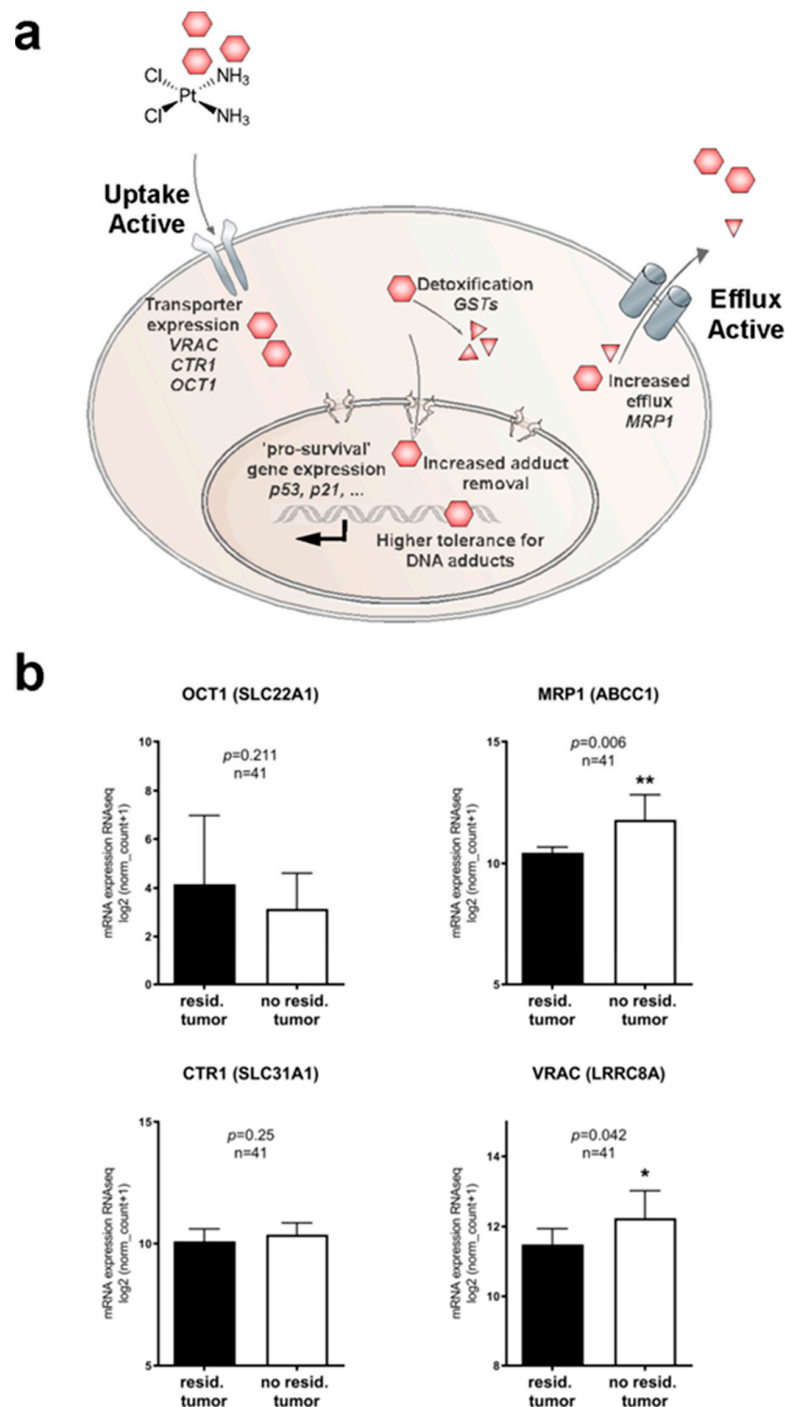 a
Cl
NH3
Pt
Cl
NH3
Uptake
Active
Transporter
expression
VRAC
CTR1
OCT1
Detoxification
GSTs
Efflux
Active
Increased
efflux
MRP1
'pro-survival'
gene expression
p53, p21, ...
Increased adduct
removal
Higher tolerance for
DNA adducts
b
OCT1 (SLC22A1)
p=0.211
n=41
mRNA expression RNAseq
log2 (norm_count+1)
10
8
6
4
2
0
resid.
tumor
no resid.
tumor
MRP1 (ABCC1)
p=0.006
n=41
**
mRNA expression RNAseq
log2 (norm_count+1)
15
10
5
resid.
tumor
no resid.
tumor
CTR1 (SLC31A1)
p=0.25
n=41
mRNA expression RNAseq
log2 (norm_count+1)
15
10
5
resid.
tumor
no resid.
tumor
VRAC (LRRC8A)
p=0.042
n=41
*
mRNA expression RNAseq
log2 (norm_count+1)
14
12
10
8
resid.
tumor
no resid.
tumor